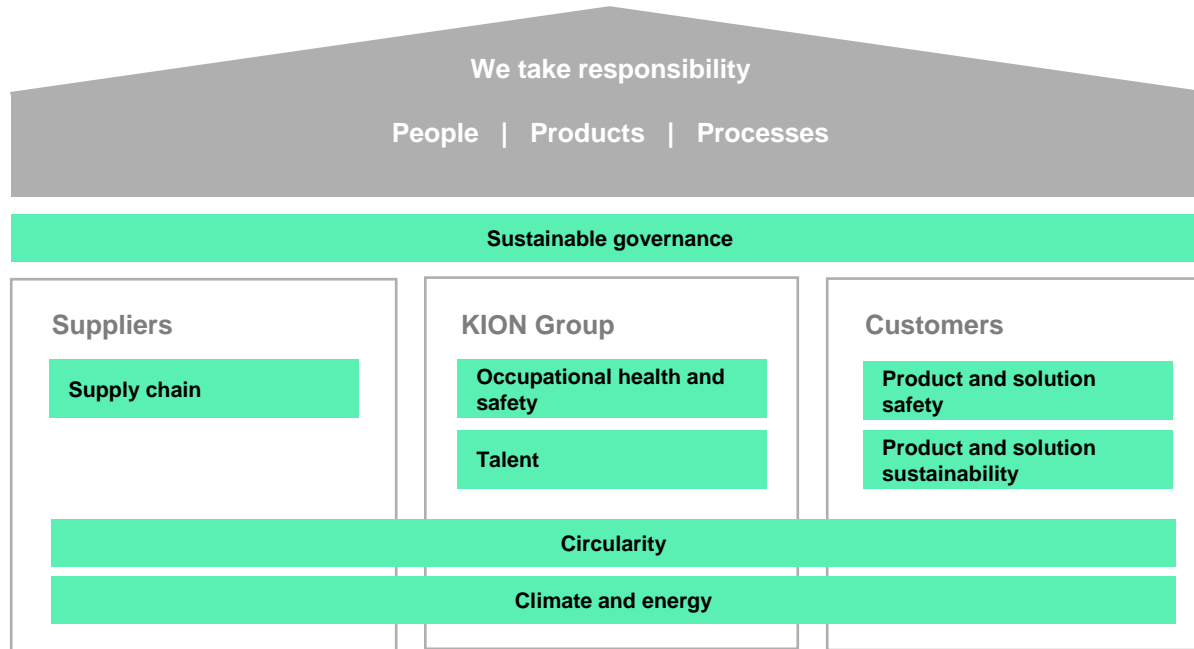 We take responsibility
People | Products | Processes
Sustainable governance
Suppliers
Supply chain
KION Group
Occupational health and
safety
Talent
Customers
Product and solution
safety
Product and solution
sustainability
Circularity
Climate and energy